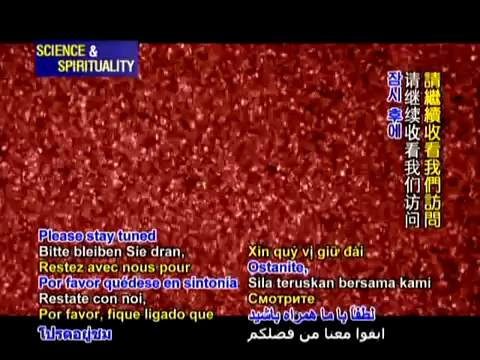 SCIENCE &
SPIRITUALITY
請繼續收看我們訪問
请继续收看我们访问
잠시 후에
Please stay tuned
Bitte bleiben Sie dran,
Restez avec nous pour
Por favor quédese en sintonia
Restate con noi,
Por favor, fique ligado que
โปรดอยู่ชม
Xin quý vị giữ đài
Ostanite,
Sila teruskan bersama kami
Смотрите
لطفاً با ما همراه باشید
ابقوا معنا من فضلكم